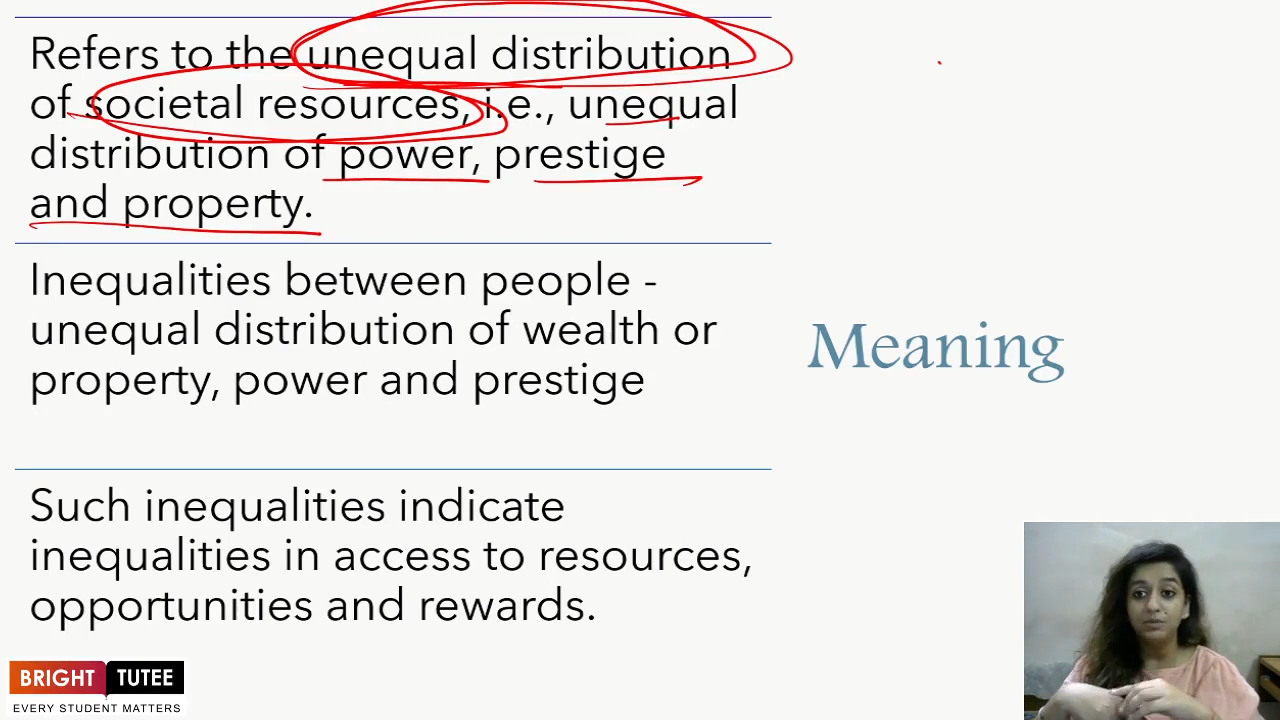 Refers to the unequal distribution
of societal resources, i.e., unequal
distribution of power, prestige
and property.
Inequalities between people -
unequal distribution of wealth or
property, power and prestige
Such inequalities indicate
inequalities in access to resources,
opportunities and rewards.
Meaning
BRIGHT TUTEE
EVERY STUDENT MATTERS